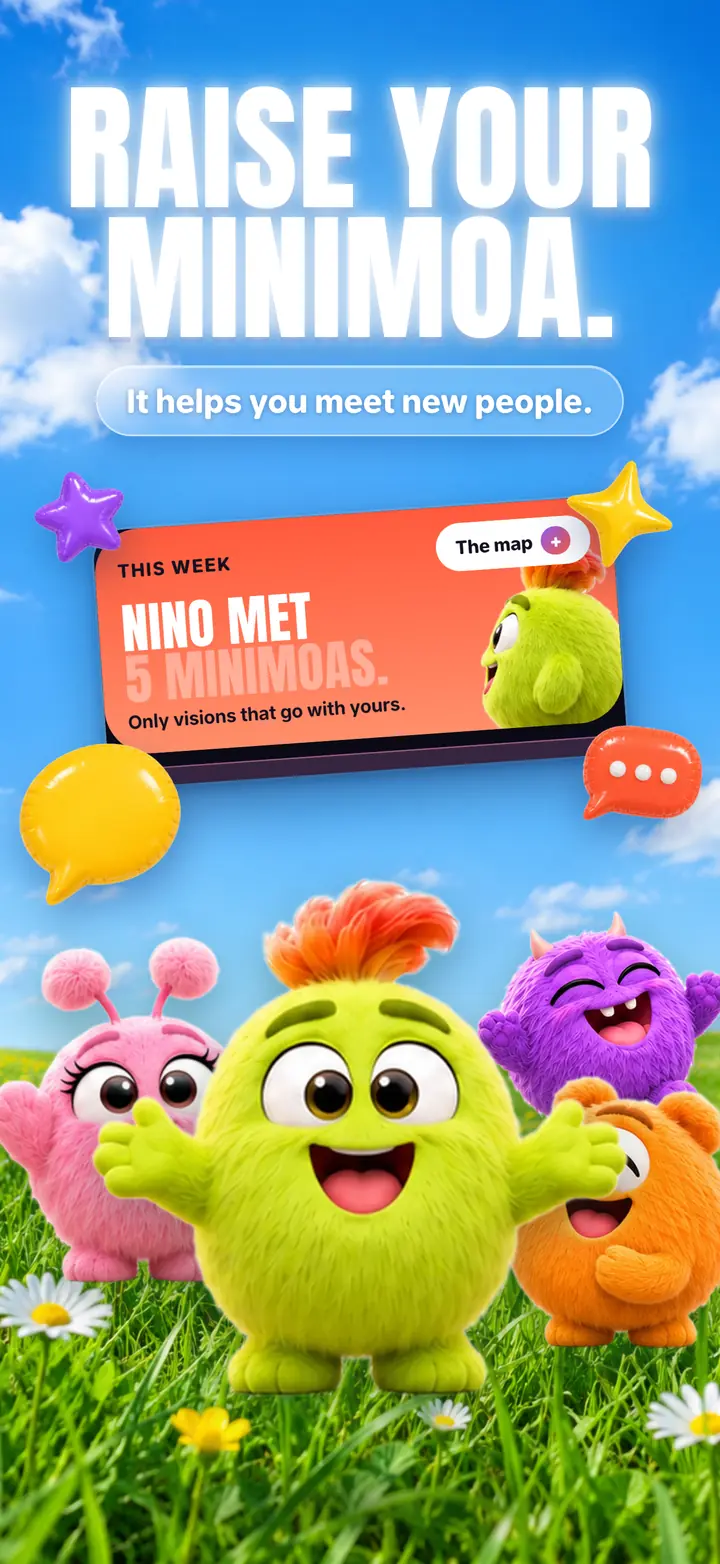 RAISE YOUR
MINIMOA.
It helps you meet new people.
The map +
THIS WEEK
NINO MET
5 MINIMOAS.
Only visions that go with yours.